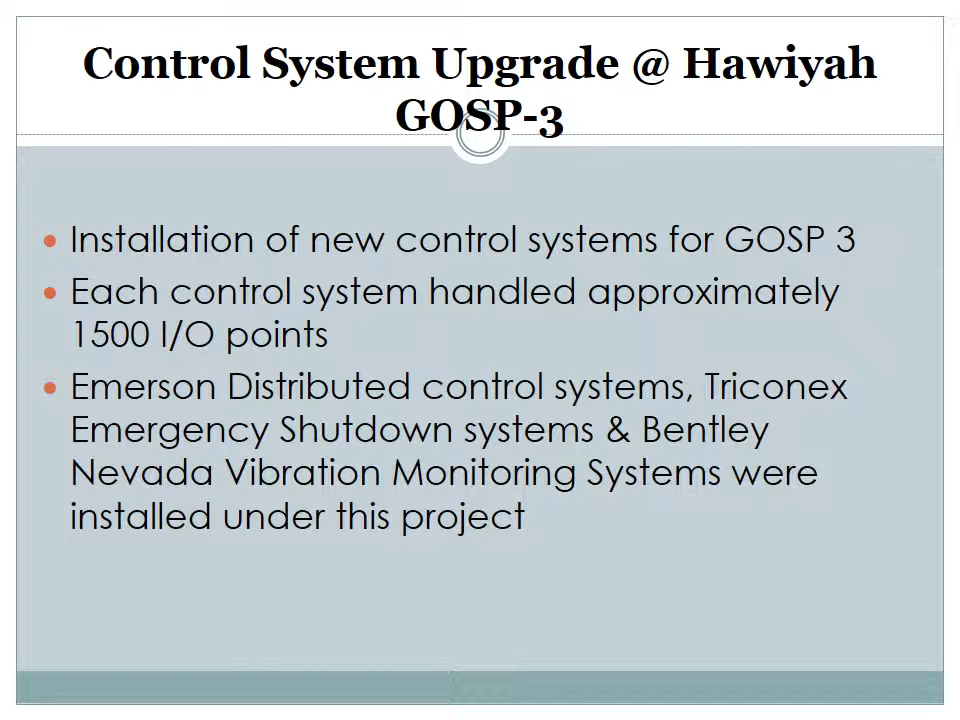 Control System Upgrade @ Hawiyah
GOSP-3
• Installation of new control systems for GOSP 3
• Each control system handled approximately
1500 I/O points
• Emerson Distributed control systems, Triconex
Emergency Shutdown systems & Bentley
Nevada Vibration Monitoring Systems were
installed under this project